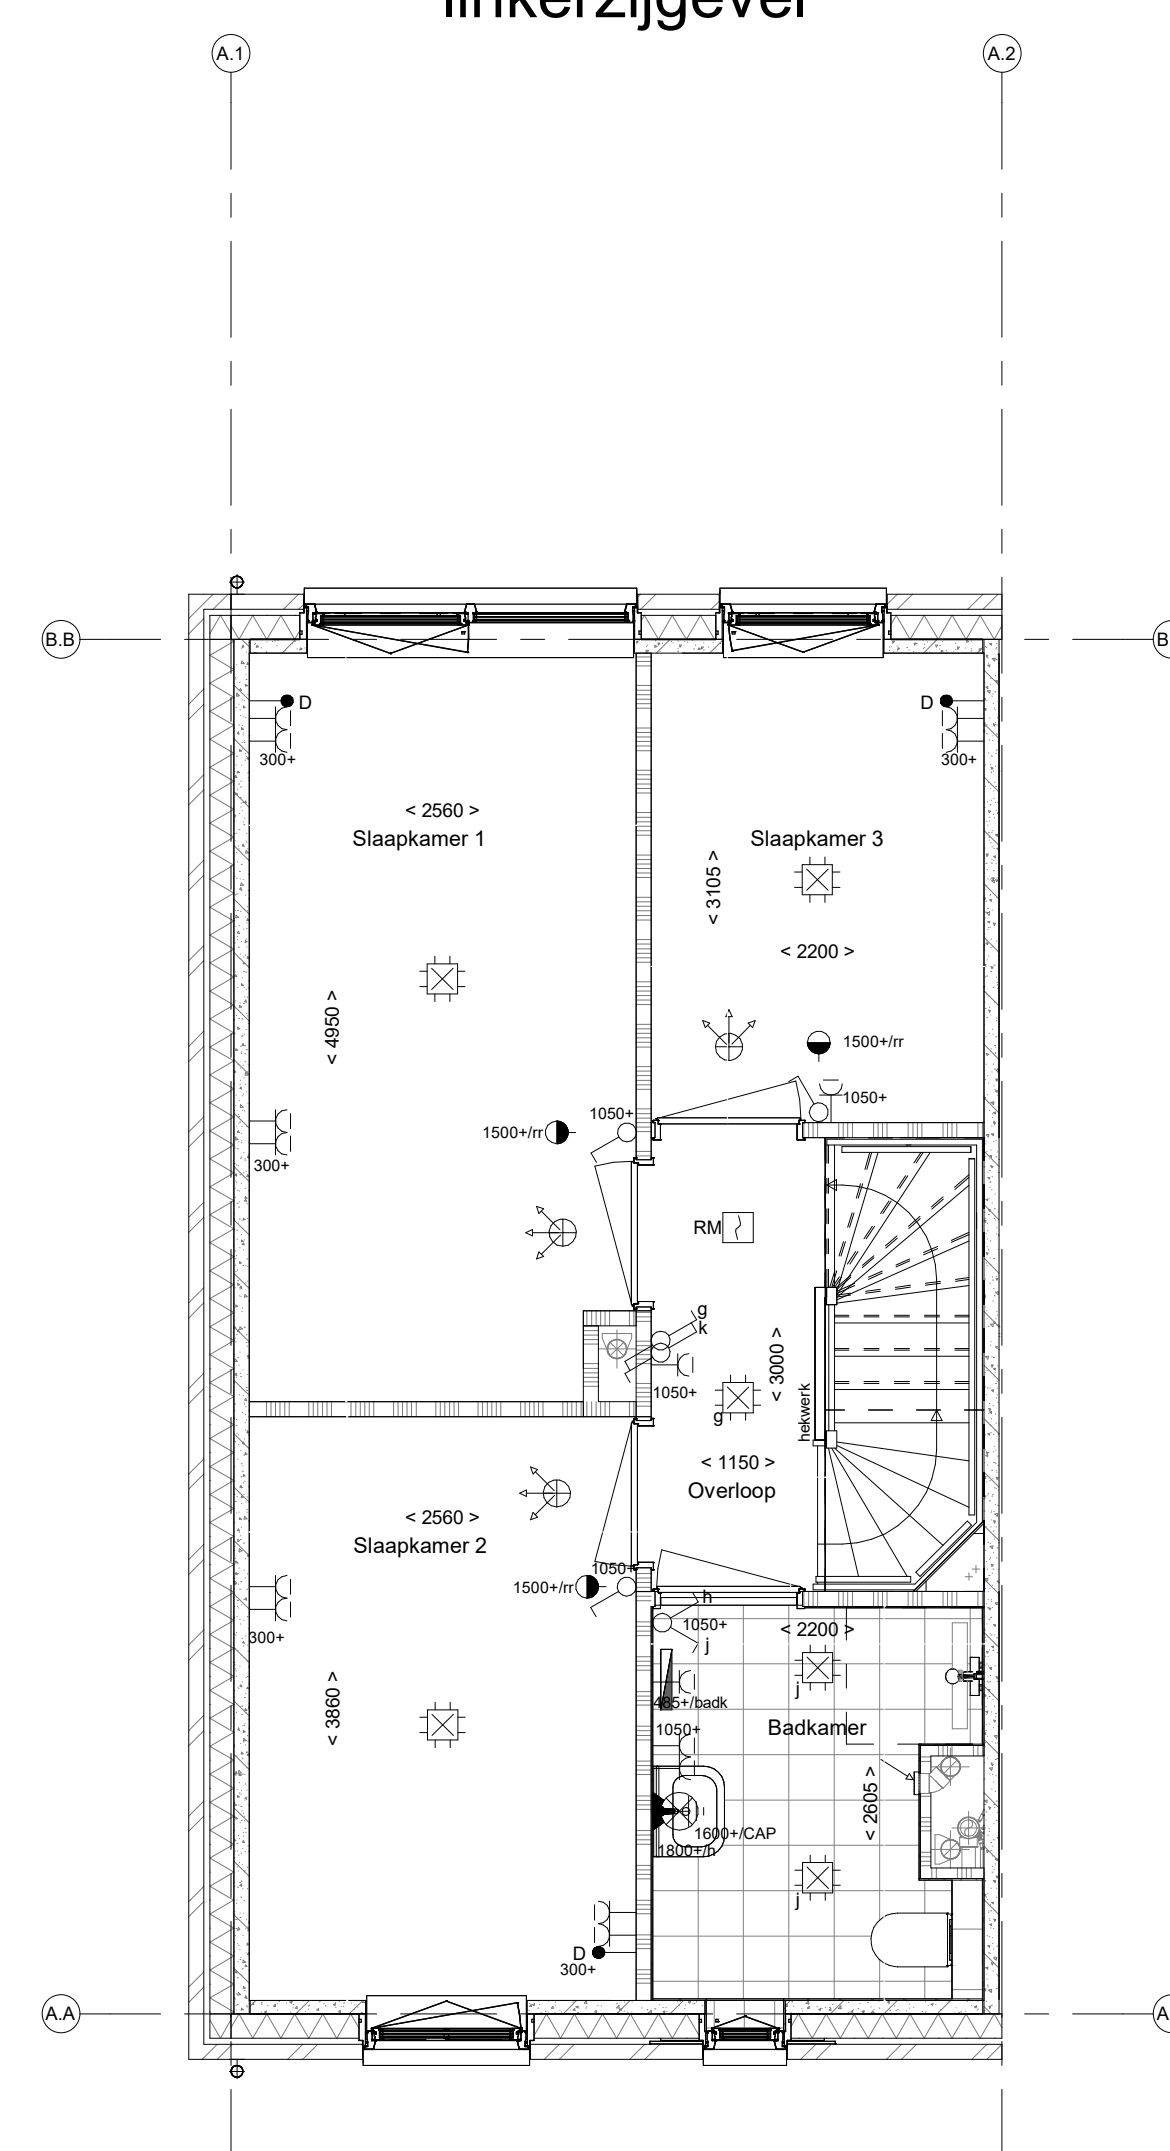 linkerzijgevel
A.1
A.2
B.B
B.
D
D
300+
300+
< 2560 >
Slaapkamer 1
Slaapkamer 3
< 3105 >
< 2200 >
< 4950 >
1500+/rr
1050+
1050+
1500+/rr
300+
RM
g
k
< 3000 >
1050+
hekwerk
g
< 1150 >
Overloop
< 2560 >
Slaapkamer 2
1050+
1500+/rr
h
1050+
< 2200 >
300+
j
j
485+/badk
< 3860 >
1050+
Badkamer
< 2605 >
1600+/CAP
1800+/h
j
D
300+
A.A
A.